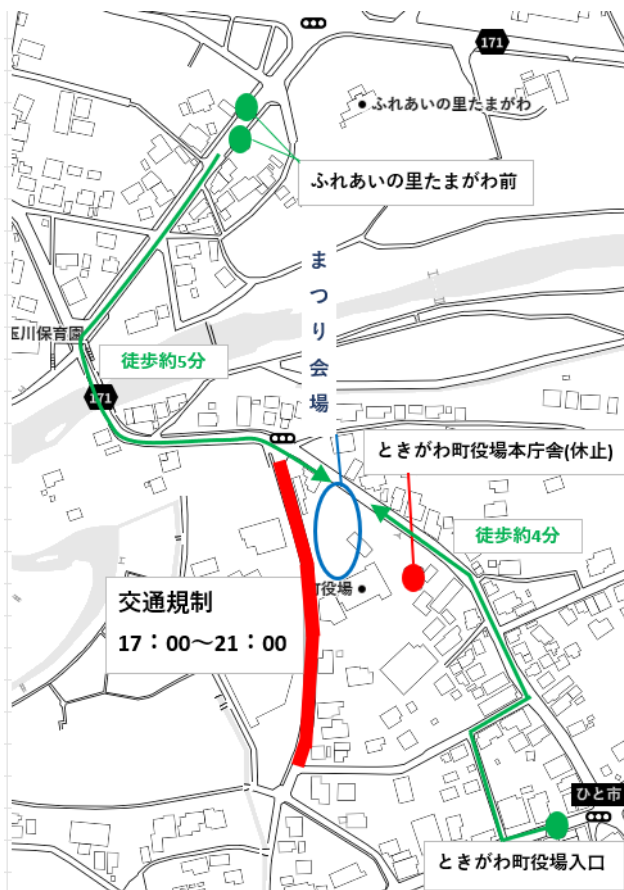 171
ふれあいの里たまがわ
ふれあいの里たまがわ前
まつり会場
玉川保育園
徒歩約5分
171
ときがわ町役場本庁舎(休止)
徒歩約4分
町役場
交通規制
17：00～21：00
ひと市
ときがわ町役場入口